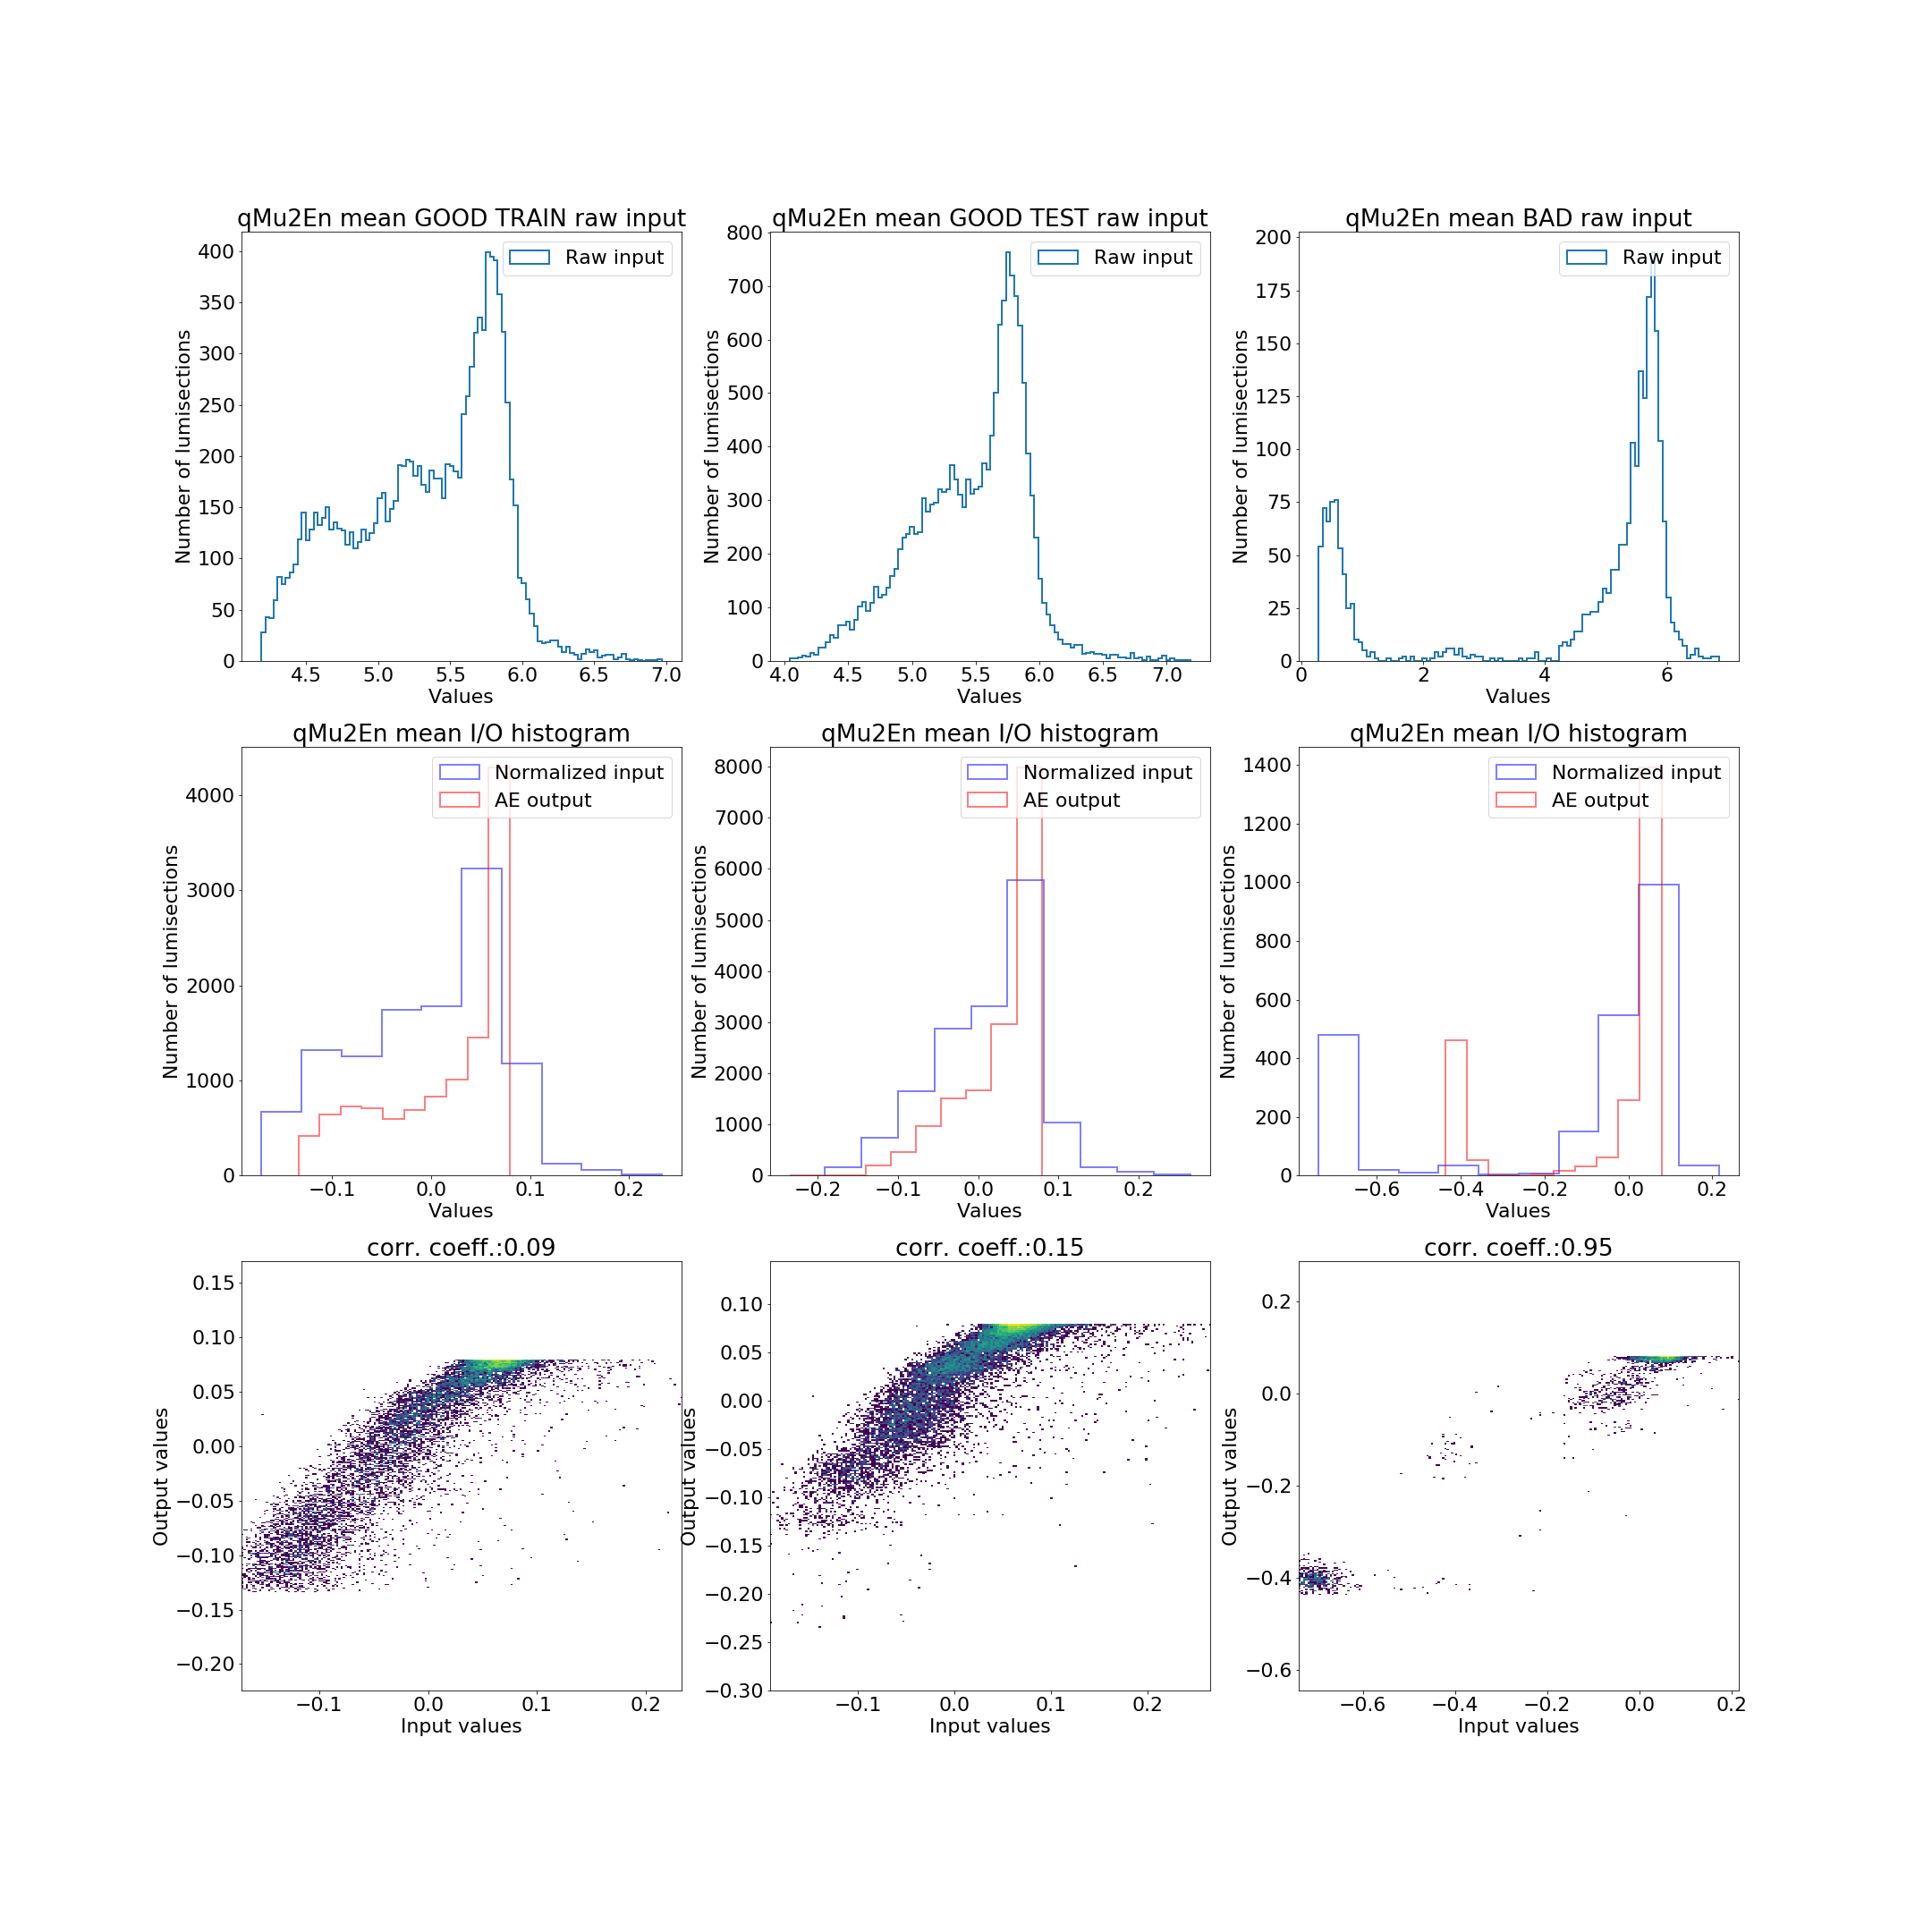 qMu2En mean GOOD TRAIN raw input
Raw input
Number of lumisections
400
350
300
250
200
150
100
50
0
4.5 5.0 5.5 6.0 6.5 7.0
Values
qMu2En mean GOOD TEST raw input
Raw input
Number of lumisections
800
700
600
500
400
300
200
100
0
4.0 4.5 5.0 5.5 6.0 6.5 7.0
Values
qMu2En mean BAD raw input
Raw input
Number of lumisections
200
175
150
125
100
75
50
25
0
0 2 4 6
Values
qMu2En mean I/O histogram
Normalized input
AE output
Number of lumisections
4000
3000
2000
1000
0
−0.1 0.0 0.1 0.2
Values
qMu2En mean I/O histogram
Normalized input
AE output
Number of lumisections
8000
7000
6000
5000
4000
3000
2000
1000
0
−0.2 −0.1 0.0 0.1 0.2
Values
qMu2En mean I/O histogram
Normalized input
AE output
Number of lumisections
1400
1200
1000
800
600
400
200
0
−0.6 −0.4 −0.2 0.0 0.2
Values
corr. coeff.:0.09
Output values
0.15
0.10
0.05
0.00
−0.05
−0.10
−0.15
−0.20
−0.1 0.0 0.1 0.2
Input values
corr. coeff.:0.15
Output values
0.10
0.05
0.00
−0.05
−0.10
−0.15
−0.20
−0.25
−0.30
−0.1 0.0 0.1 0.2
Input values
corr. coeff.:0.95
Output values
0.2
0.0
−0.2
−0.4
−0.6
−0.6 −0.4 −0.2 0.0 0.2
Input values